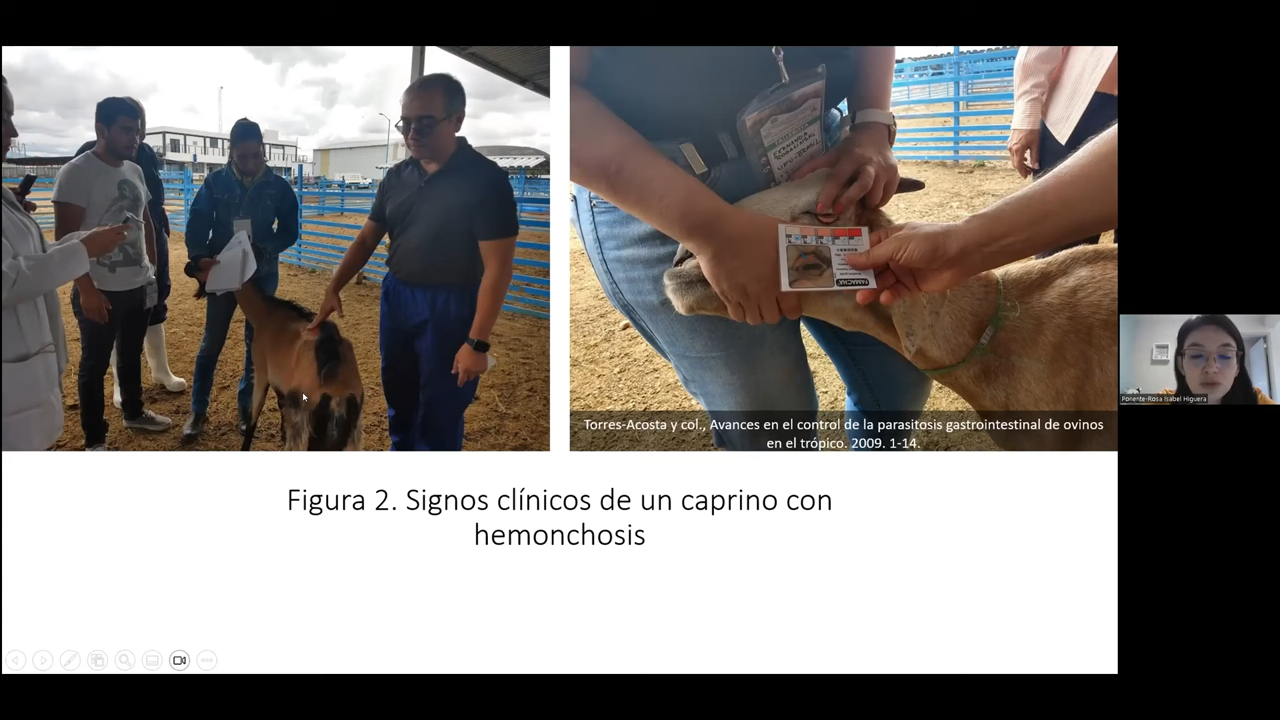 FAMACHA
Torres-Acosta y col., Avances en el control de la parasitosis gastrointestinal de ovinos
en el trópico. 2009. 1-14.
Ponente-Rosa Isabel Higuera
Figura 2. Signos clínicos de un caprino con
hemonchosis